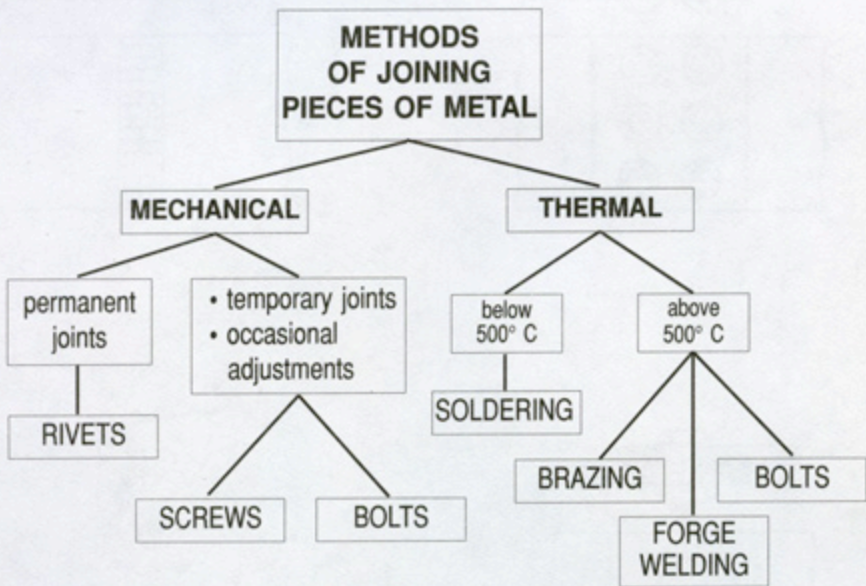 METHODS
OF JOINING
PIECES OF METAL
MECHANICAL
THERMAL
permanent
joints
• temporary joints
• occasional
adjustments
below
500° C
above
500° C
RIVETS
SOLDERING
SCREWS
BOLTS
BRAZING
FORGE
WELDING
BOLTS